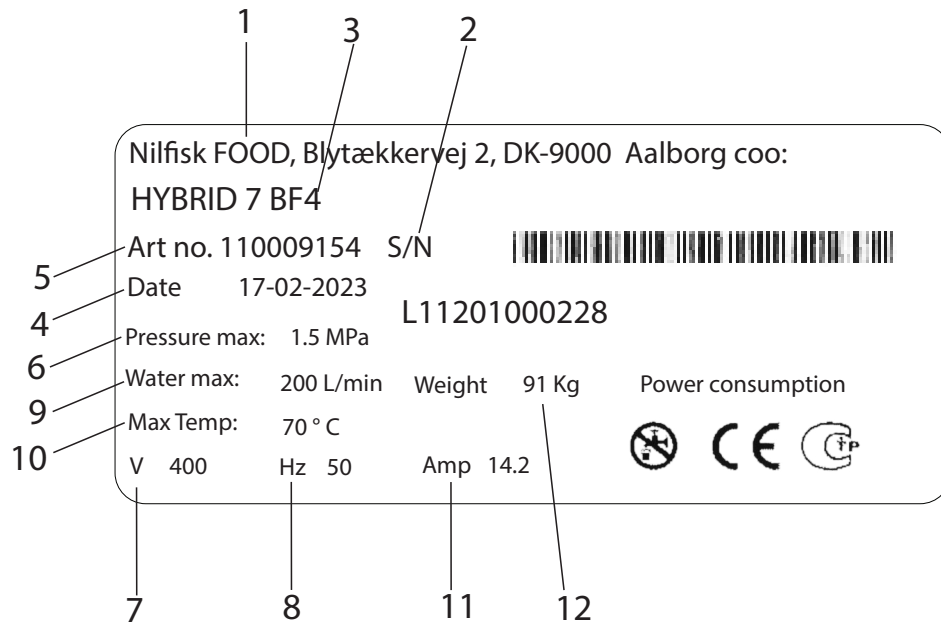 1
3
2
Nilfisk FOOD, Blytækkervej 2, DK-9000 Aalborg coo:
HYBRID 7 BF4
5
Art no. 110009154 S/N
4
Date 17-02-2023
L11201000228
6
Pressure max: 1.5 MPa
9
Water max: 200 L/min Weight 91 Kg Power consumption
10
Max Temp: 70 ° C
CE
V 400 Hz 50 Amp 14.2
7
8
11
12